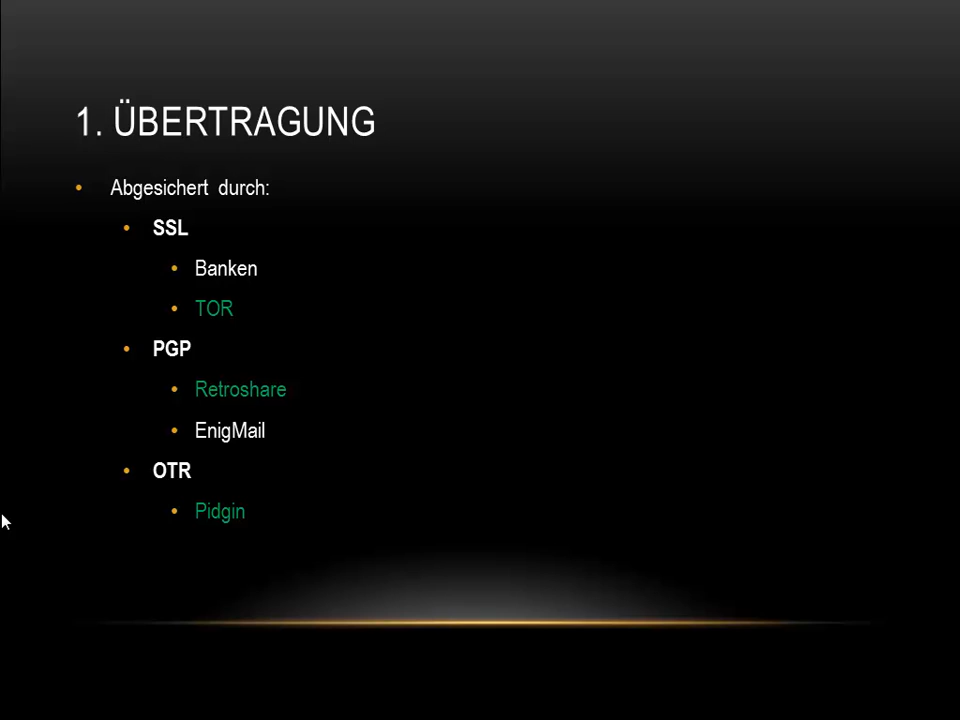 1. ÜBERTRAGUNG
Abgesichert durch:
SSL
Banken
TOR
PGP
Retroshare
EnigMail
OTR
Pidgin